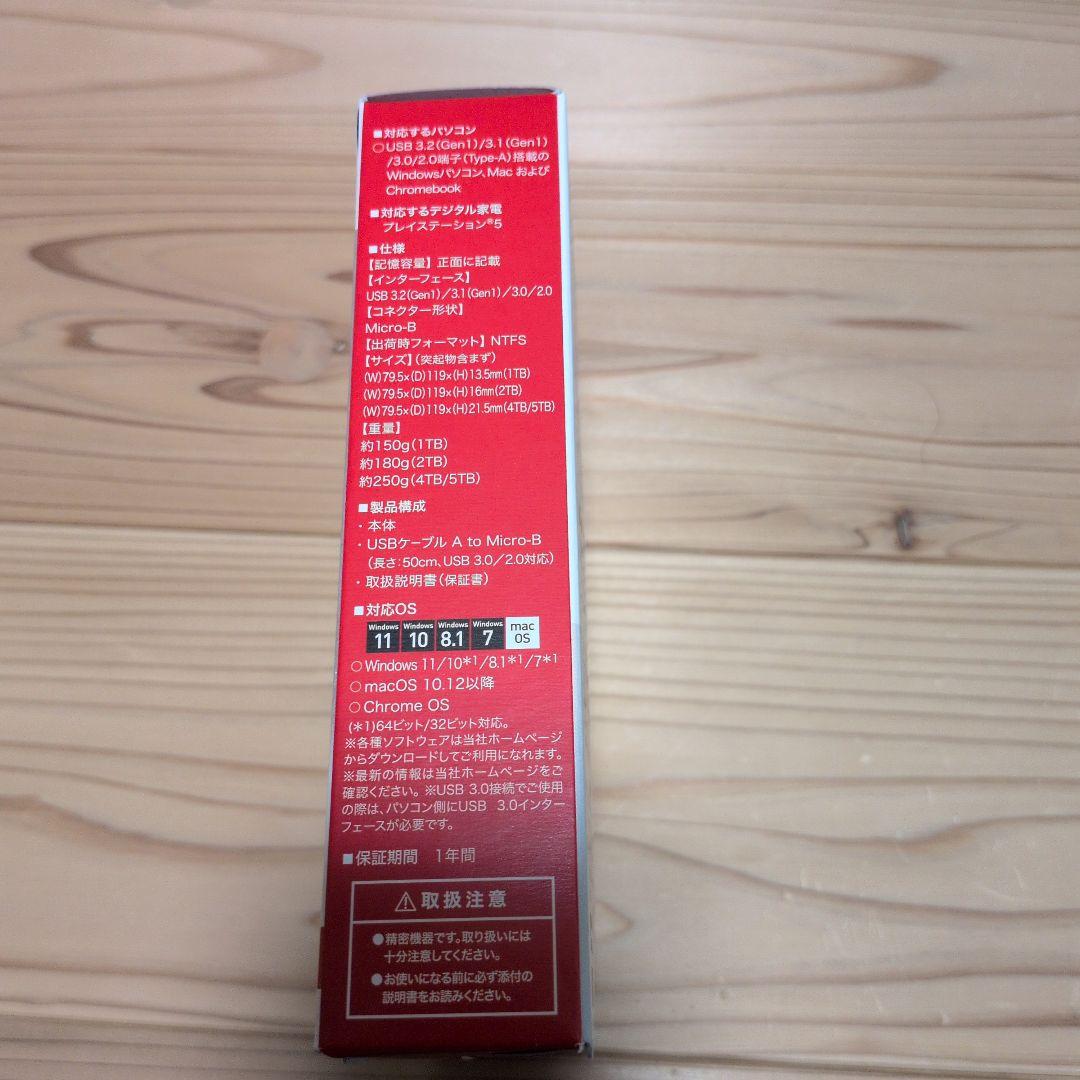 ■対応するパソコン
○USB 3.2(Gen1)/3.1(Gen1)
/3.0/2.0端子(Type-A)搭載の
Windowsパソコン、Mac および
Chromebook
■対応するデジタル家電
プレイステーション®5
■仕様
【記憶容量】正面に記載
【インターフェース】
USB 3.2(Gen1)/3.1(Gen1)/3.0/2.0
【コネクター形状】
Micro-B
【出荷時フォーマット】NTFS
【サイズ】(突起物含まず)
(W)79.5×(D)119×(H)13.5mm(1TB)
(W)79.5×(D)119×(H)16mm(2TB)
(W)79.5×(D)119×(H)21.5mm(4TB/5TB)
【重量】
約150g(1TB)
約180g(2TB)
約250g(4TB/5TB)
■製品構成
・本体
・USBケーブル A to Micro-B
(長さ:50cm、USB 3.0/2.0対応)
・取扱説明書(保証書)
■対応OS
Windows 11 Windows 10 Windows 8.1 Windows 7 mac OS
○Windows 11/10*1/8.1*1/7*1
○macOS 10.12以降
○Chrome OS
(*1)64ビット/32ビット対応。
※各種ソフトウェアは当社ホームページ
からダウンロードしてご利用になれます。
※最新の情報は当社ホームページをご
確認ください。※USB 3.0接続でご使用
の際は、パソコン側にUSB 3.0インター
フェースが必要です。
■保証期間 1年間
⚠取扱注意
●精密機器です。取り扱いには
十分注意してください。
●お使いになる前に必ず添付の
説明書をお読みください。